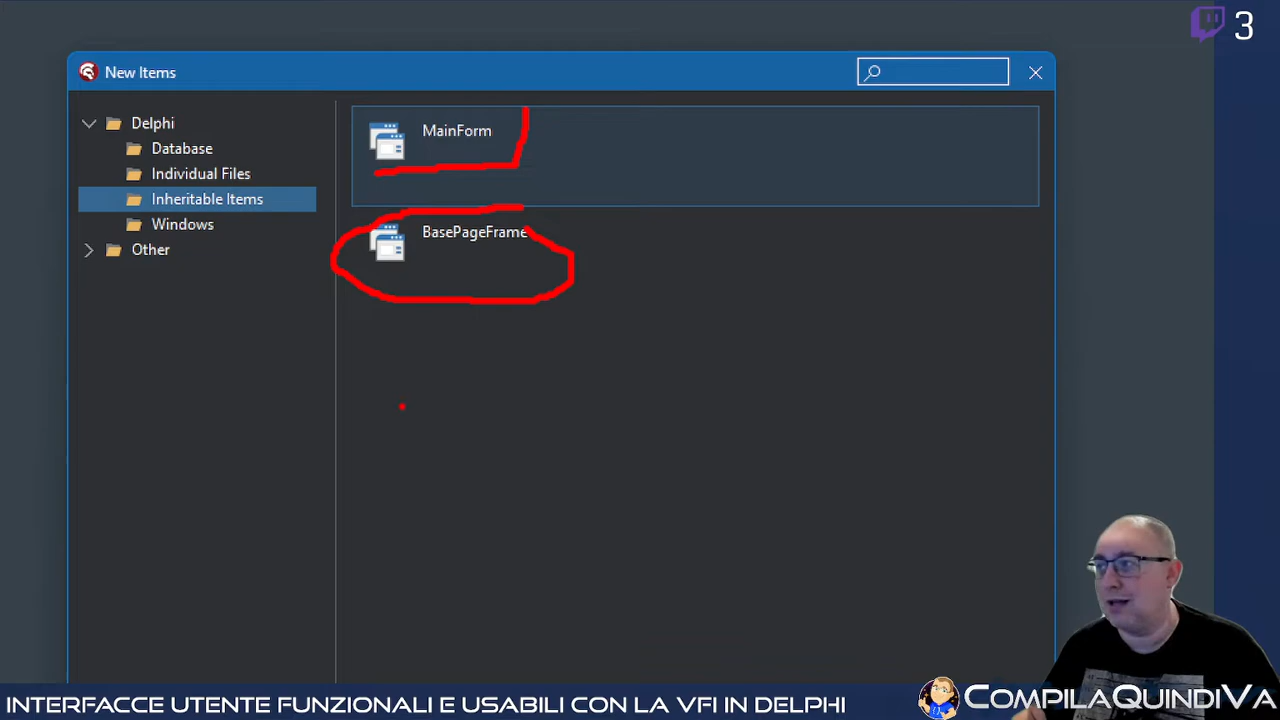 3
New Items
Delphi
Database
Individual Files
Inheritable Items
Windows
Other
MainForm
BasePageFrame
INTERFACCE UTENTE FUNZIONALI E USABILI CON LA VFI IN DELPHI
COMPILAQUINDIVA